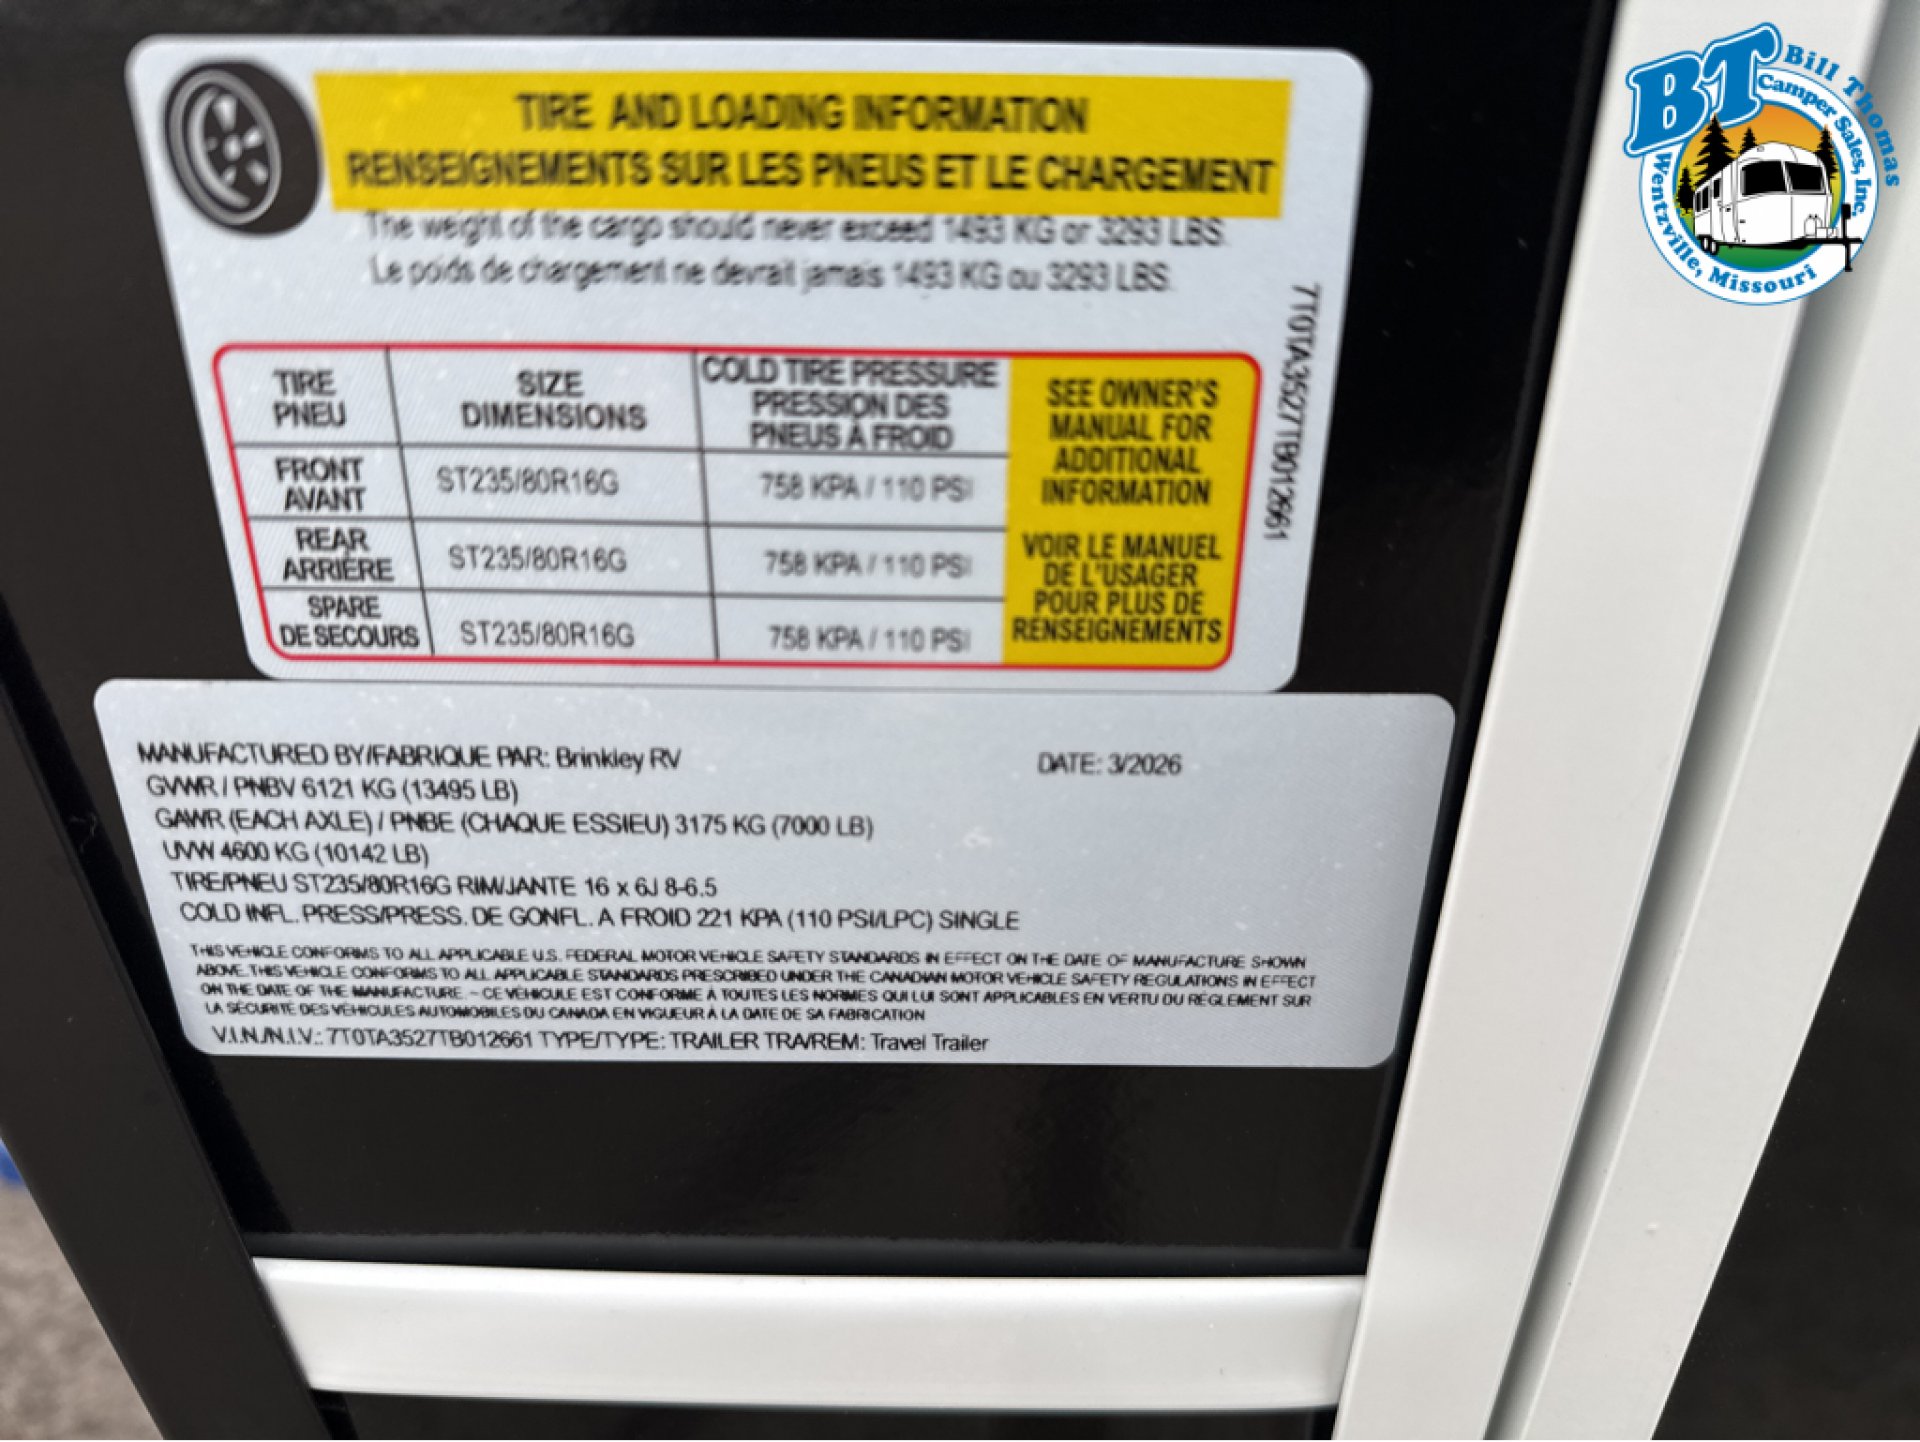 TIRE AND LOADING INFORMATION
RENSEIGNEMENTS SUR LES PNEUS ET LE CHARGEMENT
The weight of the cargo should never exceed 1493 KG or 3293 LBS.
Le poids de chargement ne devrait jamais 1493 KG ou 3293 LBS.
TIRE
PNEU
SIZE
DIMENSIONS
COLD TIRE PRESSURE
PRESSION DES
PNEUS À FROID
FRONT
AVANT
ST235/80R16G
758 KPA / 110 PSI
REAR
ARRIÈRE
ST235/80R16G
758 KPA / 110 PSI
SPARE
DE SECOURS
ST235/80R16G
758 KPA / 110 PSI
SEE OWNER'S
MANUAL FOR
ADDITIONAL
INFORMATION
VOIR LE MANUEL
DE L'USAGER
POUR PLUS DE
RENSEIGNEMENTS
7T0TA3527TB012661
MANUFACTURED BY/FABRIQUE PAR: Brinkley RV
DATE: 3/2026
GVWR / PNBV 6121 KG (13495 LB)
GAWR (EACH AXLE) / PNBE (CHAQUE ESSIEU) 3175 KG (7000 LB)
UVW 4600 KG (10142 LB)
TIRE/PNEU ST235/80R16G RIM/JANTE 16 x 6J 8-6.5
COLD INFL. PRESS/PRESS. DE GONFL. A FROID 221 KPA (110 PSI/LPC) SINGLE
THIS VEHICLE CONFORMS TO ALL APPLICABLE U.S. FEDERAL MOTOR VEHICLE SAFETY STANDARDS IN EFFECT ON THE DATE OF MANUFACTURE SHOWN
ABOVE. THIS VEHICLE CONFORMS TO ALL APPLICABLE STANDARDS PRESCRIBED UNDER THE CANADIAN MOTOR VEHICLE SAFETY REGULATIONS IN EFFECT
ON THE DATE OF THE MANUFACTURE. - CE VÉHICULE EST CONFORME À TOUTES LES NORMES QUI LUI SONT APPLICABLES EN VERTU DU RÈGLEMENT SUR
LA SÉCURITÉ DES VÉHICULES AUTOMOBILES DU CANADA EN VIGUEUR À LA DATE DE SA FABRICATION
V.I.N./N.I.V.: 7T0TA3527TB012661 TYPE/TYPE: TRAILER TRA/REM: Travel Trailer
BT
Bill Thomas
Camper Sales, Inc.
Wentzville, Missouri